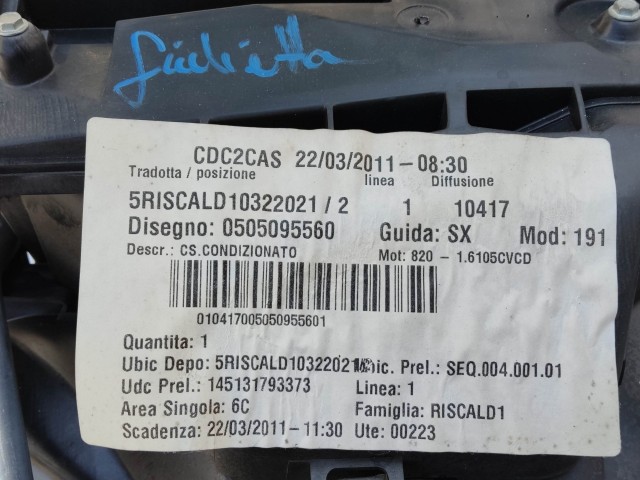 Giulietta
CDC2CAS 22/03/2011-08:30
Tradotta / posizione linea Diffusione
5RISCALD10322021 / 2 1 10417
Disegno: 0505095560 Guida: SX Mod: 191
Descr.: CS.CONDIZIONATO Mot: 820 - 1.6105CVCD
010417005050955601
Quantita: 1
Ubic Depo: 5RISCALD10322021 Prel.: SEQ.004.001.01
Udc Prel.: 145131793373 Linea: 1
Area Singola: 6C Famiglia: RISCALD1
Scadenza: 22/03/2011-11:30 Ute: 00223